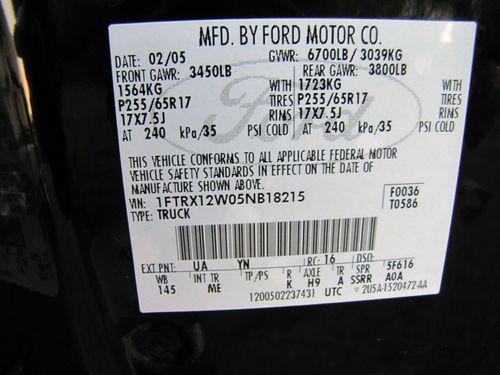 MFD. BY FORD MOTOR CO.
DATE: 02/05 GVWR: 6700LB/ 3039KG
FRONT GAWR: 3450LB REAR GAWR: 3800LB
1564KG WITH 1723KG WITH
P255/65R17 TIRES P255/65R17 TIRES
17X7.5J RIMS 17X7.5J RIMS
AT 240 kPa/35 PSI COLD AT 240 kPa/35 PSI COLD
Ford
THIS VEHICLE CONFORMS TO ALL APPLICABLE FEDERAL MOTOR
VEHICLE SAFETY STANDARDS IN EFFECT ON THE DATE OF MANUFACTURE SHOWN ABOVE.
VIN: 1FTRX12W05NB18215 F0036
TYPE: TRUCK T0586
EXT PNT: UA YN RC: 16 DSO:
WB TP/PS R AXLE TR SPR 5F616
145 ME K H9 A SSRR A0A
1200502237431 UTC 2U5A-1520472-AA